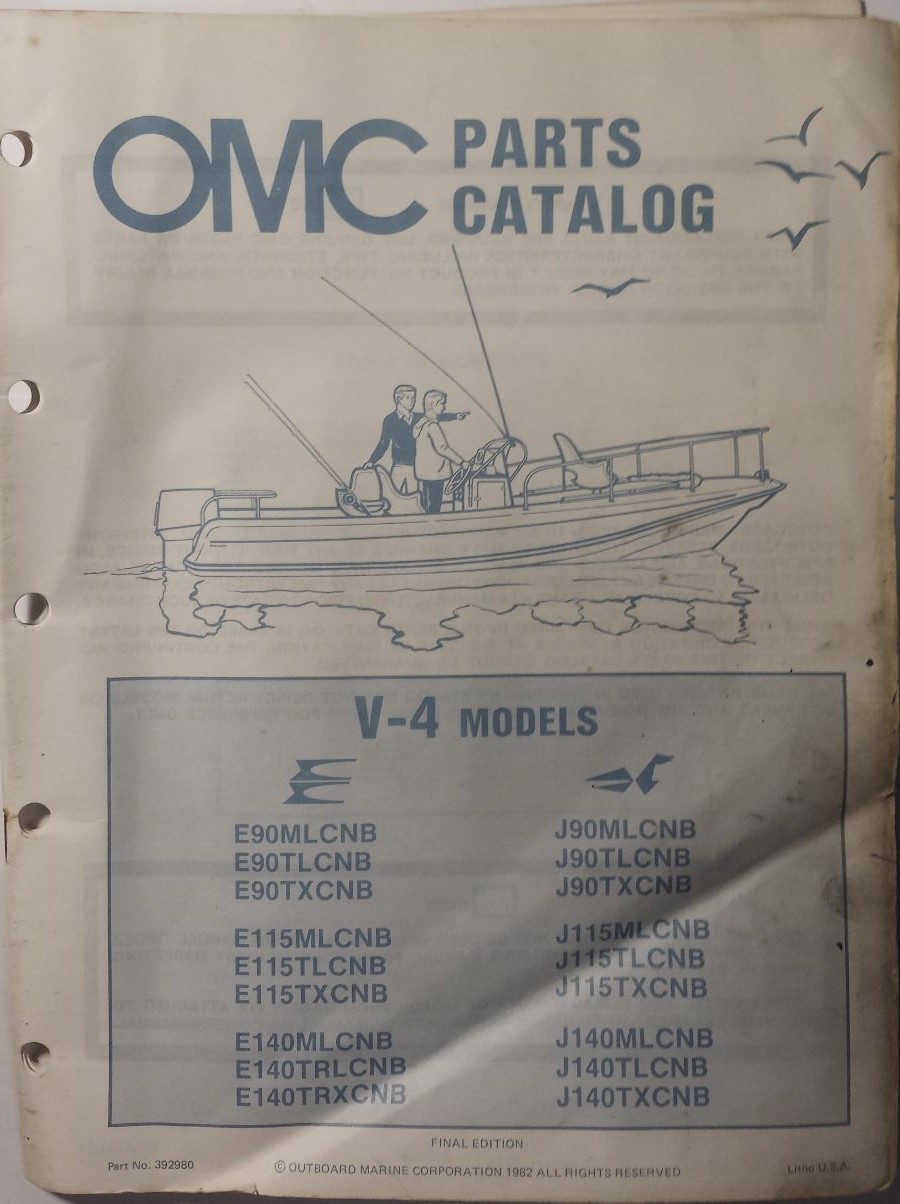 OMC PARTS
CATALOG
V-4 MODELS
E90MLCNB
E90TLCNB
E90TXCNB
E115MLCNB
E115TLCNB
E115TXCNB
E140MLCNB
E140TRLCNB
E140TRXCNB
J90MLCNB
J90TLCNB
J90TXCNB
J115MLCNB
J115TLCNB
J115TXCNB
J140MLCNB
J140TLCNB
J140TXCNB
FINAL EDITION
Part No. 392980
© OUTBOARD MARINE CORPORATION 1982 ALL RIGHTS RESERVED
Litho U.S.A.